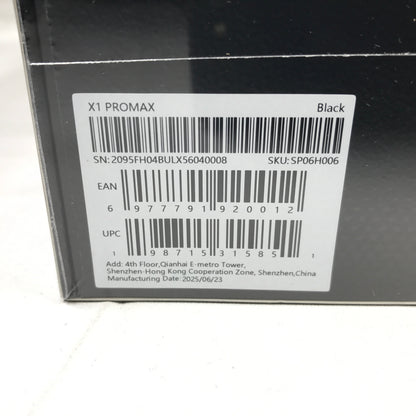 X1 PROMAX Black
SN:2095FH04BULX56040008 SKU:SP06H006
EAN
6 977791 920012
UPC
1 98715 31585 1
Add: 4th Floor,Qianhai E-metro Tower,
Shenzhen-Hong Kong Cooperation Zone, Shenzhen,China
Manufacturing Date:2025/06/23